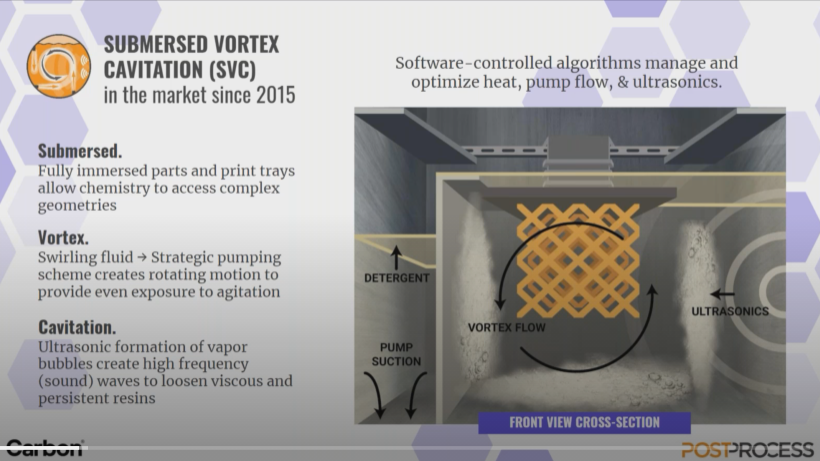 SUBMERSED VORTEX
CAVITATION (SVC)
in the market since 2015
Submersed.
Fully immersed parts and print trays
allow chemistry to access complex
geometries
Vortex.
Swirling fluid → Strategic pumping
scheme creates rotating motion to
provide even exposure to agitation
Cavitation.
Ultrasonic formation of vapor
bubbles create high frequency
(sound) waves to loosen viscous and
persistent resins
Software-controlled algorithms manage and
optimize heat, pump flow, & ultrasonics.
DETERGENT
PUMP
SUCTION
VORTEX FLOW
ULTRASONICS
FRONT VIEW CROSS-SECTION
Carbon®
POSTPROCESS